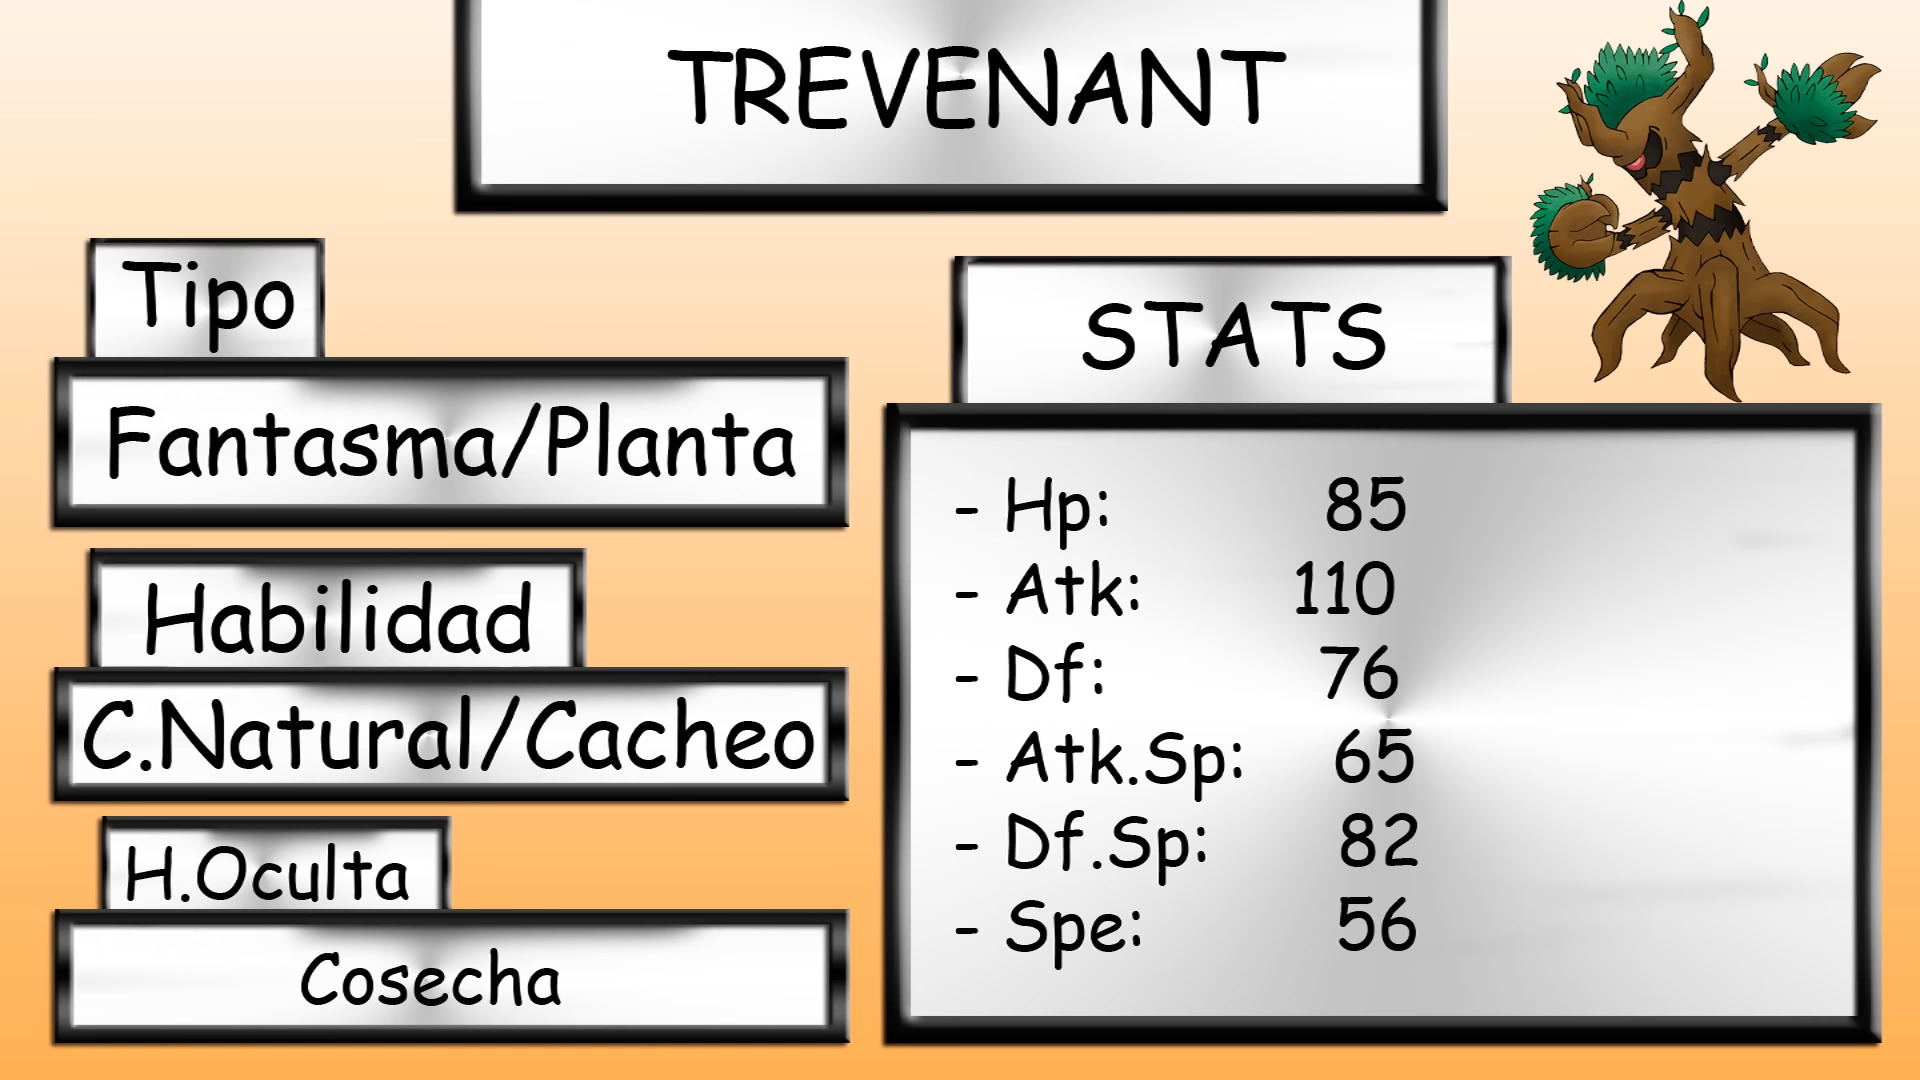 TREVENANT
Tipo
Fantasma/Planta
Habilidad
C.Natural/Cacheo
H.Oculta
Cosecha
STATS
- Hp: 85
- Atk: 110
- Df: 76
- Atk.Sp: 65
- Df.Sp: 82
- Spe: 56